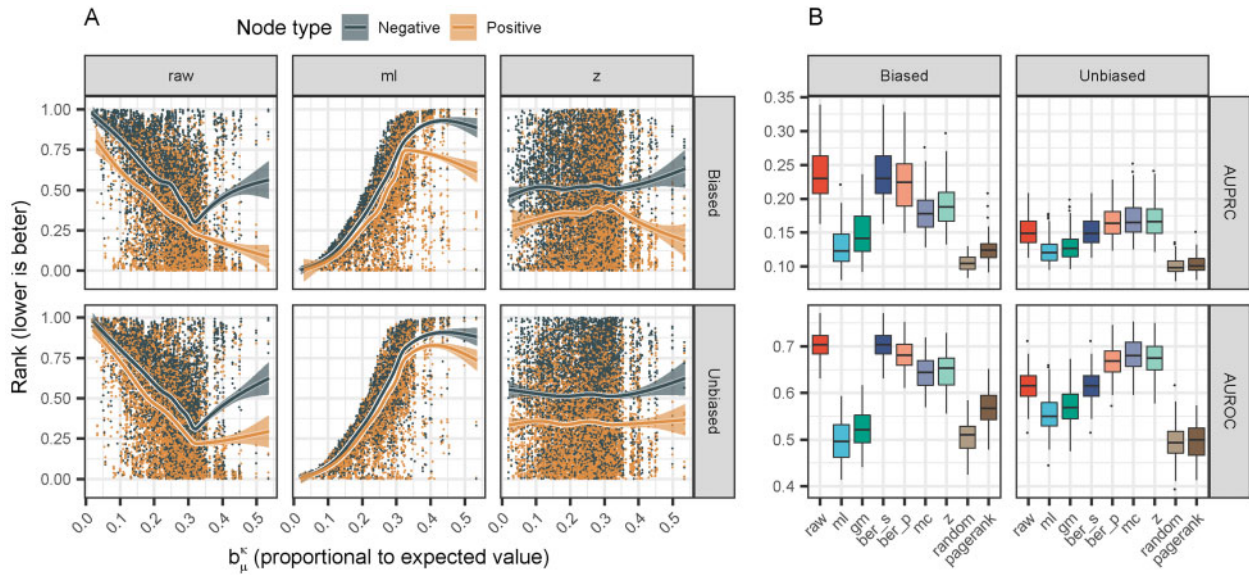 A
Node type Negative Positive
raw ml z
1.00
0.75
0.50
0.25
0.00
Biased
1.00
0.75
0.50
0.25
0.00
Unbiased
Rank (lower is beter)
0.0 0.1 0.2 0.3 0.4 0.5
0.0 0.1 0.2 0.3 0.4 0.5
0.0 0.1 0.2 0.3 0.4 0.5
b_μ^κ (proportional to expected value)
B
Biased Unbiased
0.35
0.30
0.25
0.20
0.15
0.10
AUPRC
0.7
0.6
0.5
0.4
AUROC
raw ml gm ber_s ber_p mc z random pagerank
raw ml gm ber_s ber_p mc z random pagerank